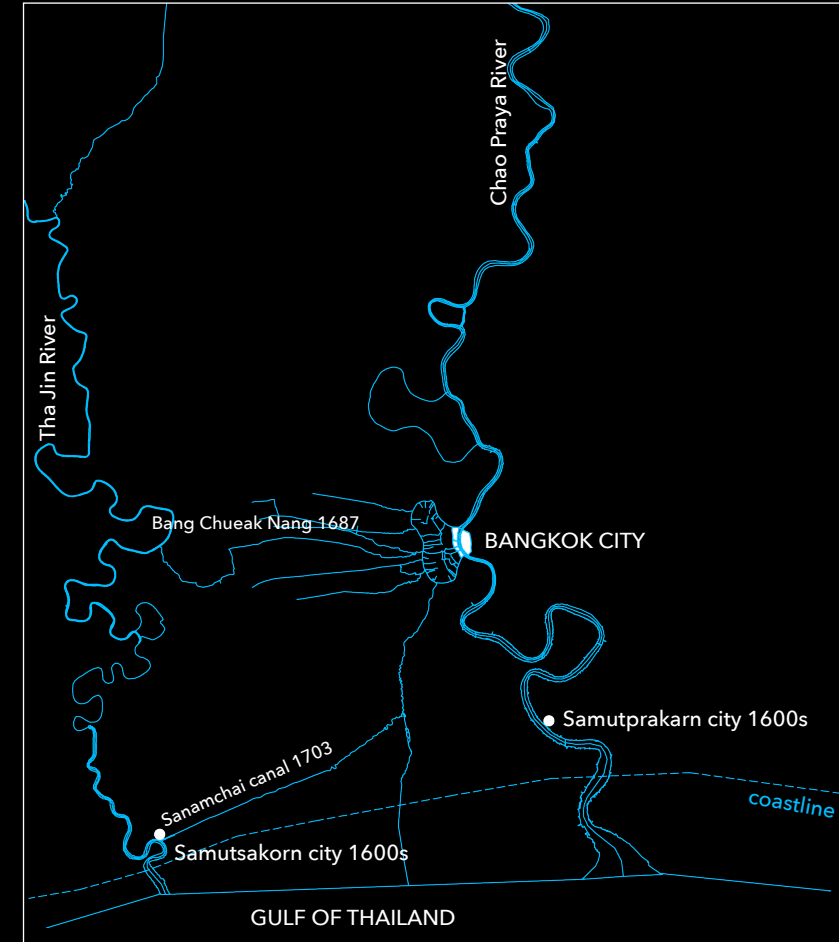 Chao Praya River
Tha Jin River
Bang Chueak Nang 1687
BANGKOK CITY
Samutprakarn city 1600s
Sanamchai canal 1703
coastline
Samutsakorn city 1600s
GULF OF THAILAND